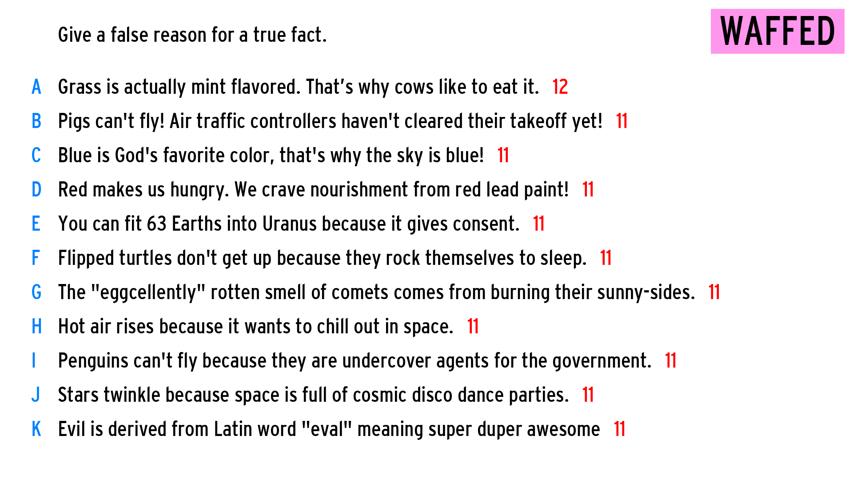 Give a false reason for a true fact.
WAFFED
A Grass is actually mint flavored. That's why cows like to eat it. 12
B Pigs can't fly! Air traffic controllers haven't cleared their takeoff yet! 11
C Blue is God's favorite color, that's why the sky is blue! 11
D Red makes us hungry. We crave nourishment from red lead paint! 11
E You can fit 63 Earths into Uranus because it gives consent. 11
F Flipped turtles don't get up because they rock themselves to sleep. 11
G The "eggcellently" rotten smell of comets comes from burning their sunny-sides. 11
H Hot air rises because it wants to chill out in space. 11
I Penguins can't fly because they are undercover agents for the government. 11
J Stars twinkle because space is full of cosmic disco dance parties. 11
K Evil is derived from Latin word "eval" meaning super duper awesome 11